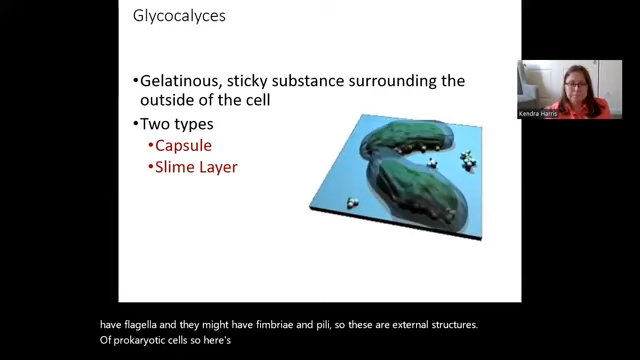 Glycocalyces
•Gelatinous, sticky substance surrounding the
outside of the cell
•Two types
•Capsule
•Slime Layer
Kendra Harris
have flagella and they might have fimbriae and pili, so these are external structures.
Of prokaryotic cells, so here's